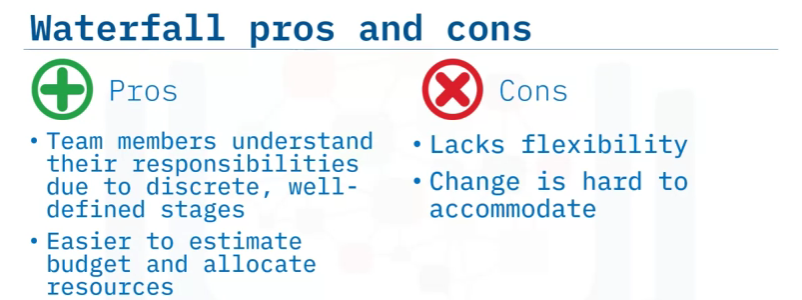 Waterfall pros and cons
Pros
• Team members understand
their responsibilities
due to discrete, well-
defined stages
• Easier to estimate
budget and allocate
resources
Cons
• Lacks flexibility
• Change is hard to
accommodate